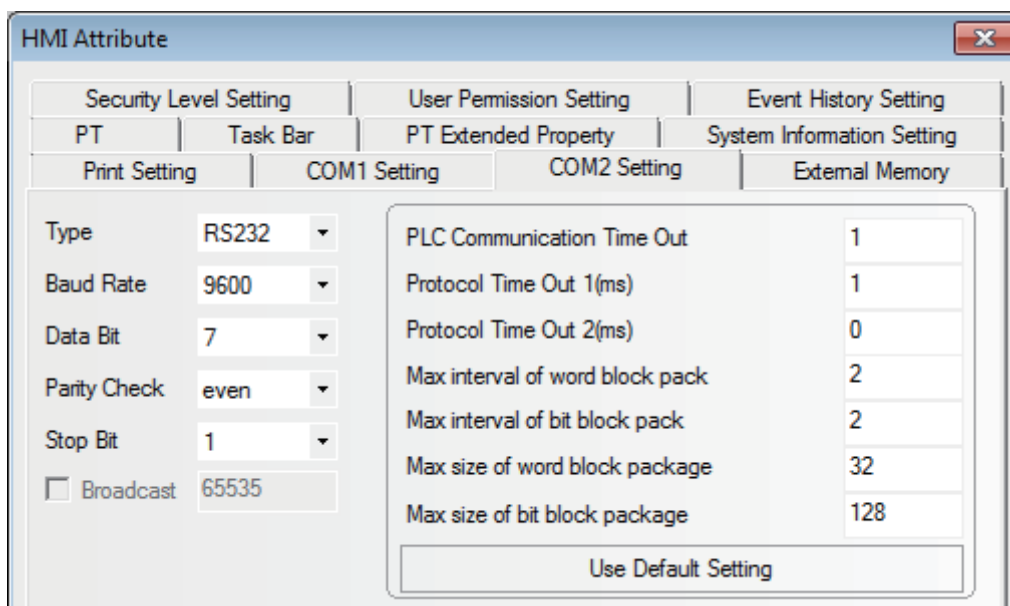 HMI Attribute
Security Level Setting User Permission Setting Event History Setting
PT Task Bar PT Extended Property System Information Setting
Print Setting COM1 Setting COM2 Setting External Memory
Type RS232
Baud Rate 9600
Data Bit 7
Parity Check even
Stop Bit 1
Broadcast 65535
PLC Communication Time Out 1
Protocol Time Out 1(ms) 1
Protocol Time Out 2(ms) 0
Max interval of word block pack 2
Max interval of bit block pack 2
Max size of word block package 32
Max size of bit block package 128
Use Default Setting